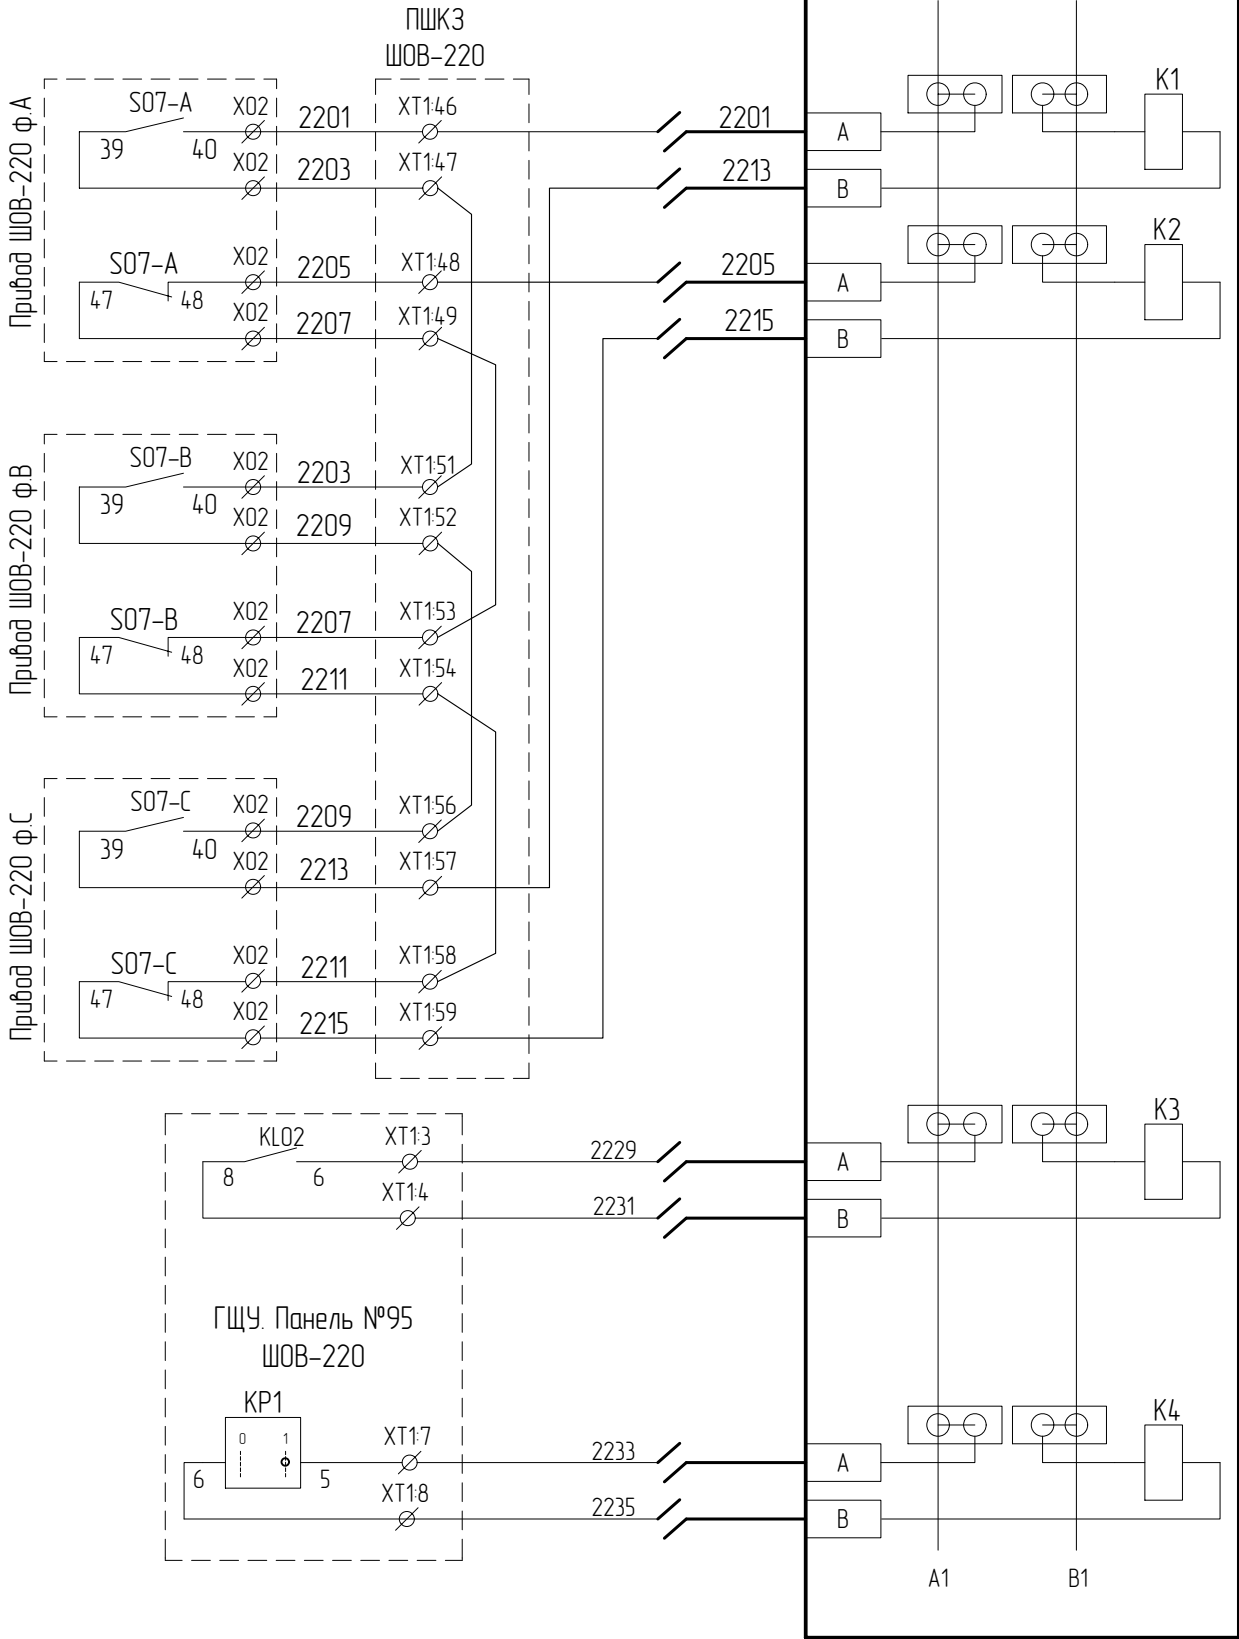 ПШК3
ШОВ-220
Привод ШОВ-220 ф.А
S07-A
39
40
X02
2201
XT1:46
X02
2203
XT1:47
S07-A
47
48
X02
2205
XT1:48
X02
2207
XT1:49
Привод ШОВ-220 ф.В
S07-B
39
40
X02
2203
XT1:51
X02
2209
XT1:52
S07-B
47
48
X02
2207
XT1:53
X02
2211
XT1:54
Привод ШОВ-220 ф.С
S07-C
39
40
X02
2209
XT1:56
X02
2213
XT1:57
S07-C
47
48
X02
2211
XT1:58
X02
2215
XT1:59
2201
A
K1
2213
B
2205
A
K2
2215
B
KL02
8
6
XT1:3
2229
A
K3
XT1:4
2231
B
ГЩУ. Панель №95
ШОВ-220
KP1
0
1
6
5
XT1:7
2233
A
K4
XT1:8
2235
B
A1
B1